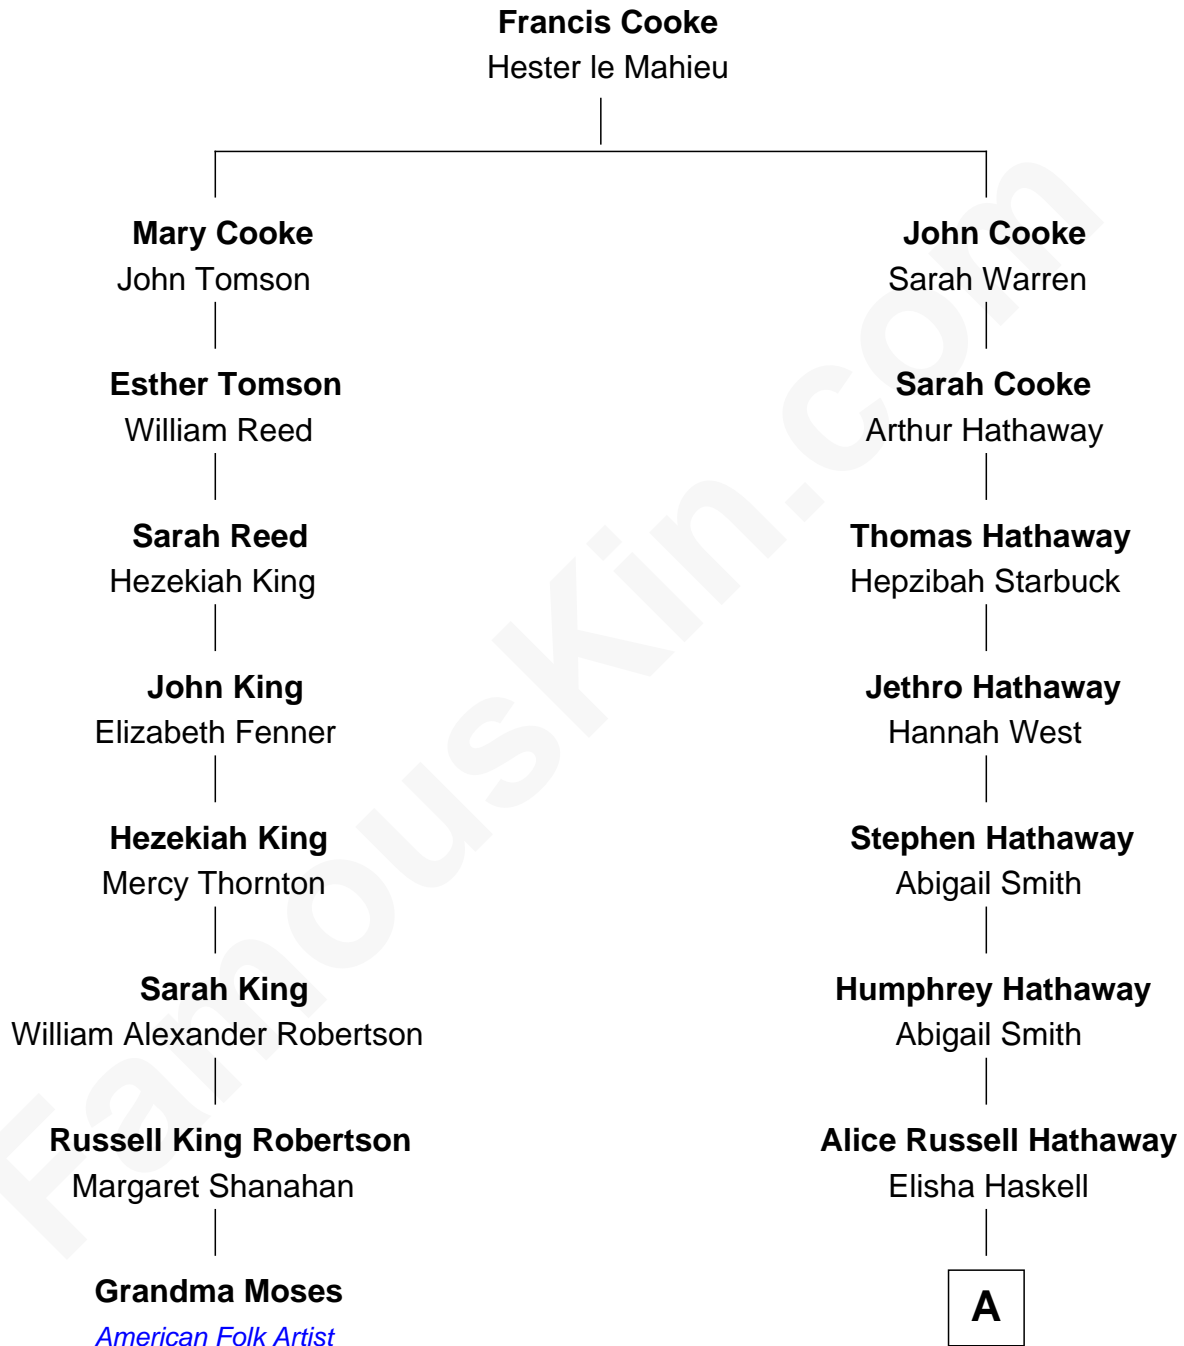 Francis Cooke
Hester le Mahieu
Mary Cooke
John Tomson
John Cooke
Sarah Warren
Esther Tomson
William Reed
Sarah Cooke
Arthur Hathaway
Sarah Reed
Hezekiah King
Thomas Hathaway
Hepzibah Starbuck
John King
Elizabeth Fenner
Jethro Hathaway
Hannah West
Hezekiah King
Mercy Thornton
Stephen Hathaway
Abigail Smith
Sarah King
William Alexander Robertson
Humphrey Hathaway
Abigail Smith
Russell King Robertson
Margaret Shanahan
Alice Russell Hathaway
Elisha Haskell
Grandma Moses
American Folk Artist
A
FamousKin.com